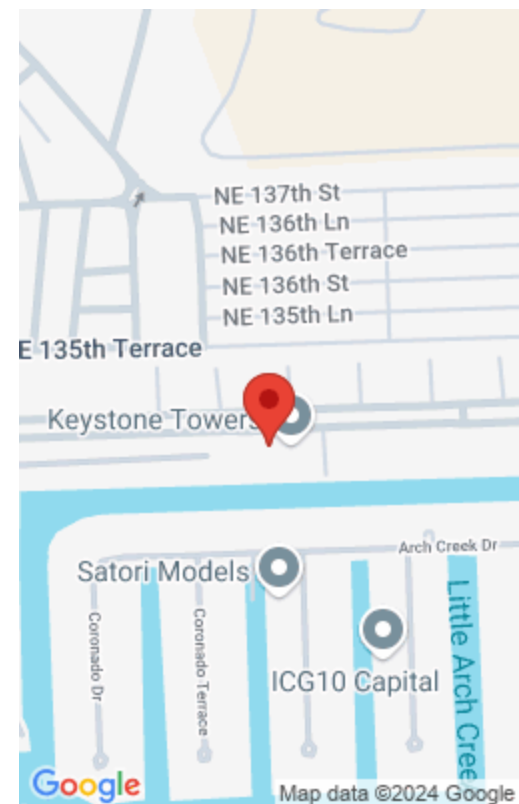 NE 137th St
NE 136th Ln
NE 136th Terrace
NE 136th St
NE 135th Ln
E 135th Terrace
Keystone Towers
Arch Creek Dr
Satori Models
Coronado Dr
Coronado Terrace
Little Arch Cree
ICG10 Capital
Google
Map data ©2024 Google